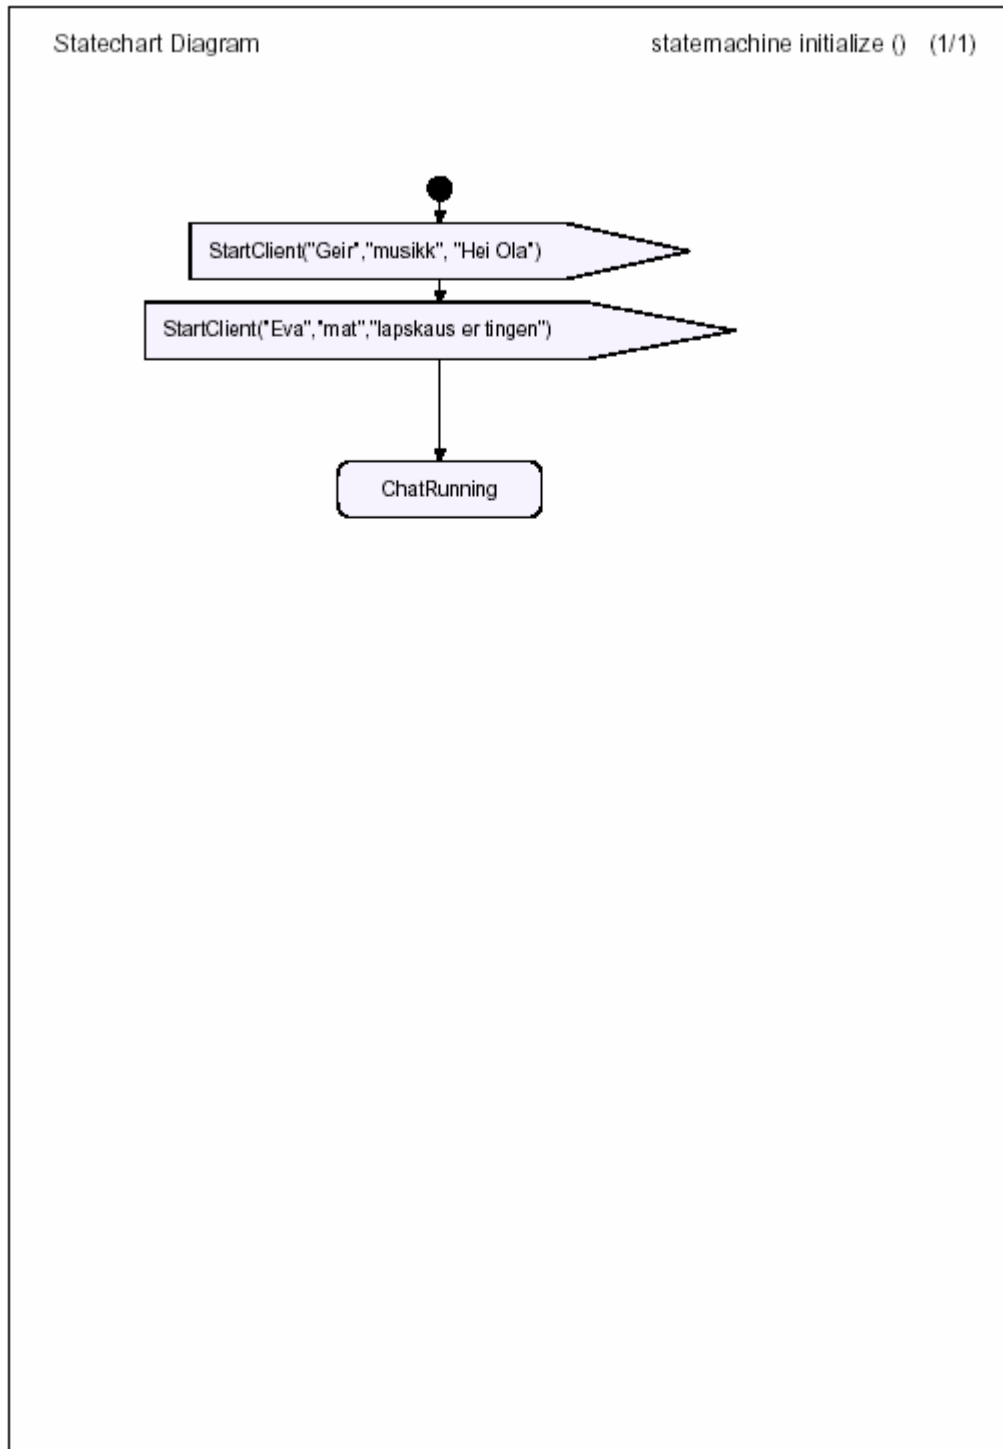 Statechart Diagram statemachine initialize () (1/1)
StartClient("Geir","musikk", "Hei Ola")
StartClient("Eva","mat","lapskaus er tingen")
ChatRunning